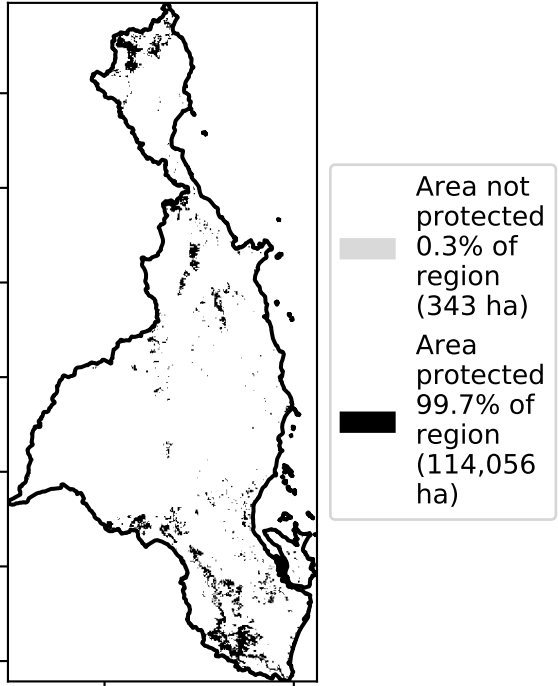 Area not
protected
0.3% of
region
(343 ha)
Area
protected
99.7% of
region
(114,056
ha)